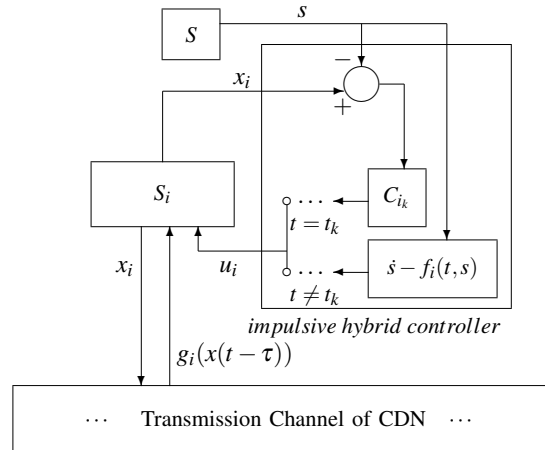 S
s
−
x_i
+
S_i
C_{i_k}
· · ·
t = t_k
ṡ − f_i(t, s)
· · ·
t ≠ t_k
u_i
x_i
impulsive hybrid controller
g_i(x(t − τ))
· · · Transmission Channel of CDN · · ·